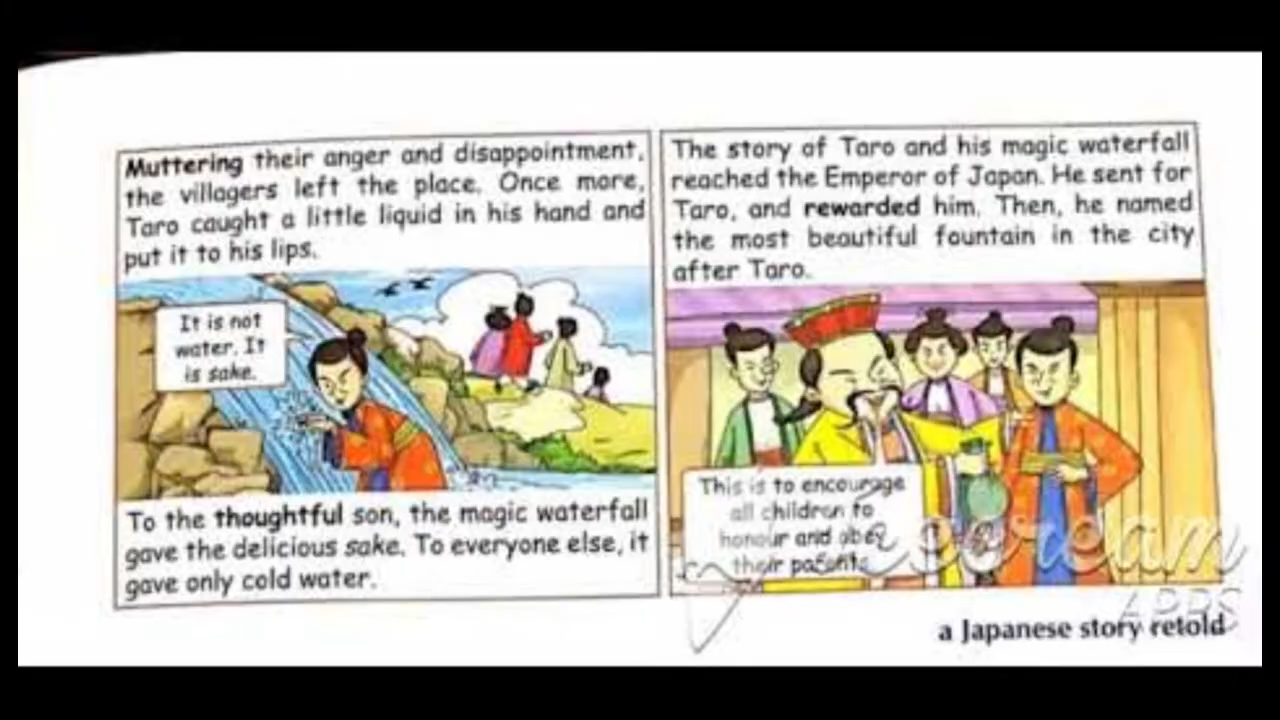 Muttering their anger and disappointment,
the villagers left the place. Once more,
Taro caught a little liquid in his hand and
put it to his lips.
It is not
water. It
is sake.
To the thoughtful son, the magic waterfall
gave the delicious sake. To everyone else, it
gave only cold water.
The story of Taro and his magic waterfall
reached the Emperor of Japan. He sent for
Taro, and rewarded him. Then, he named
the most beautiful fountain in the city
after Taro.
This is to encourage
all children to
honour and obey
their parents
a Japanese story retold
APPS